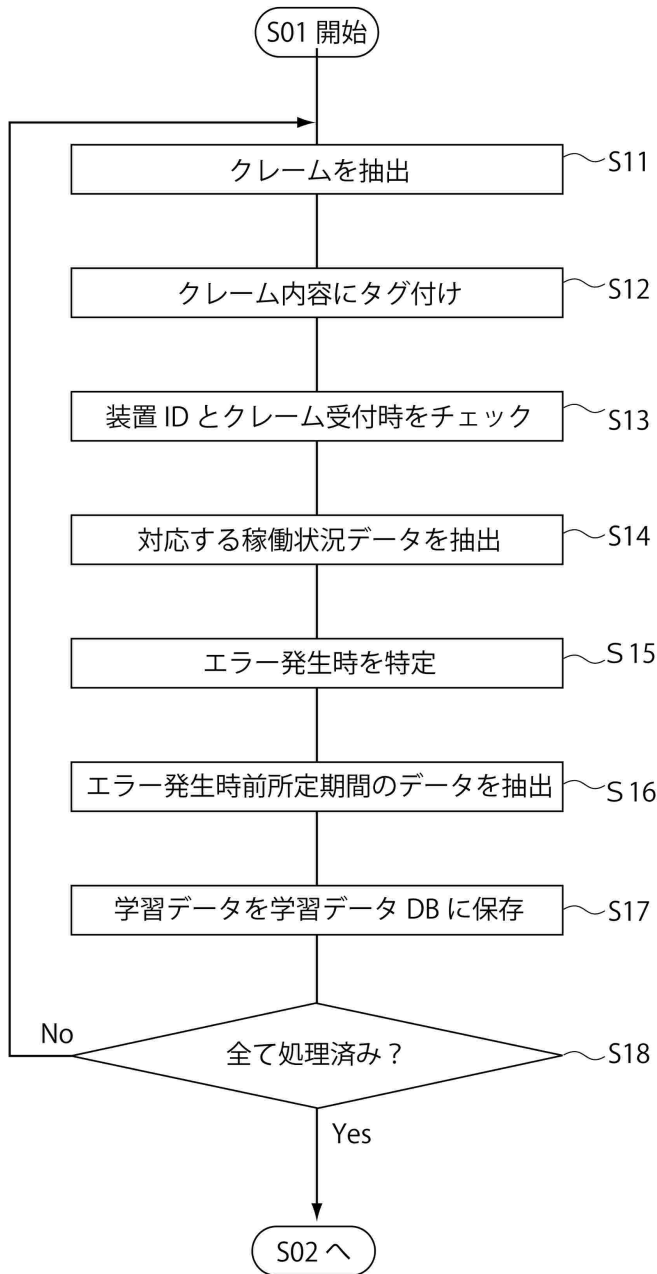 S01 開始
クレームを抽出
S11
クレーム内容にタグ付け
S12
装置 ID とクレーム受付時をチェック
S13
対応する稼働状況データを抽出
S14
エラー発生時を特定
S 15
エラー発生時前所定期間のデータを抽出
S 16
学習データを学習データ DB に保存
S17
No
全て処理済み？
S18
Yes
S02 へ